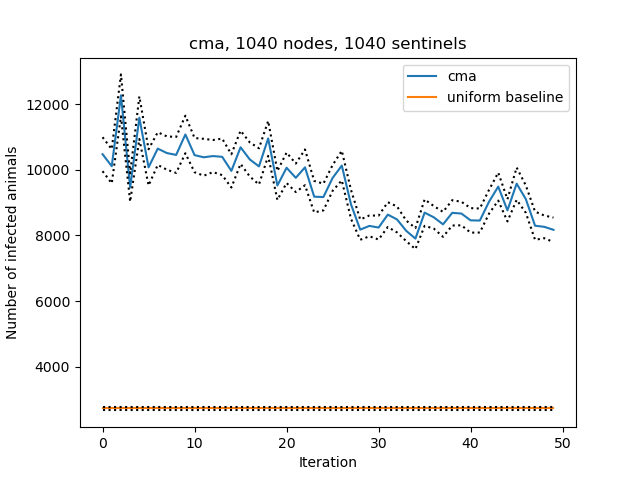 cma, 1040 nodes, 1040 sentinels
cma
uniform baseline
Number of infected animals
12000
10000
8000
6000
4000
0 10 20 30 40 50
Iteration